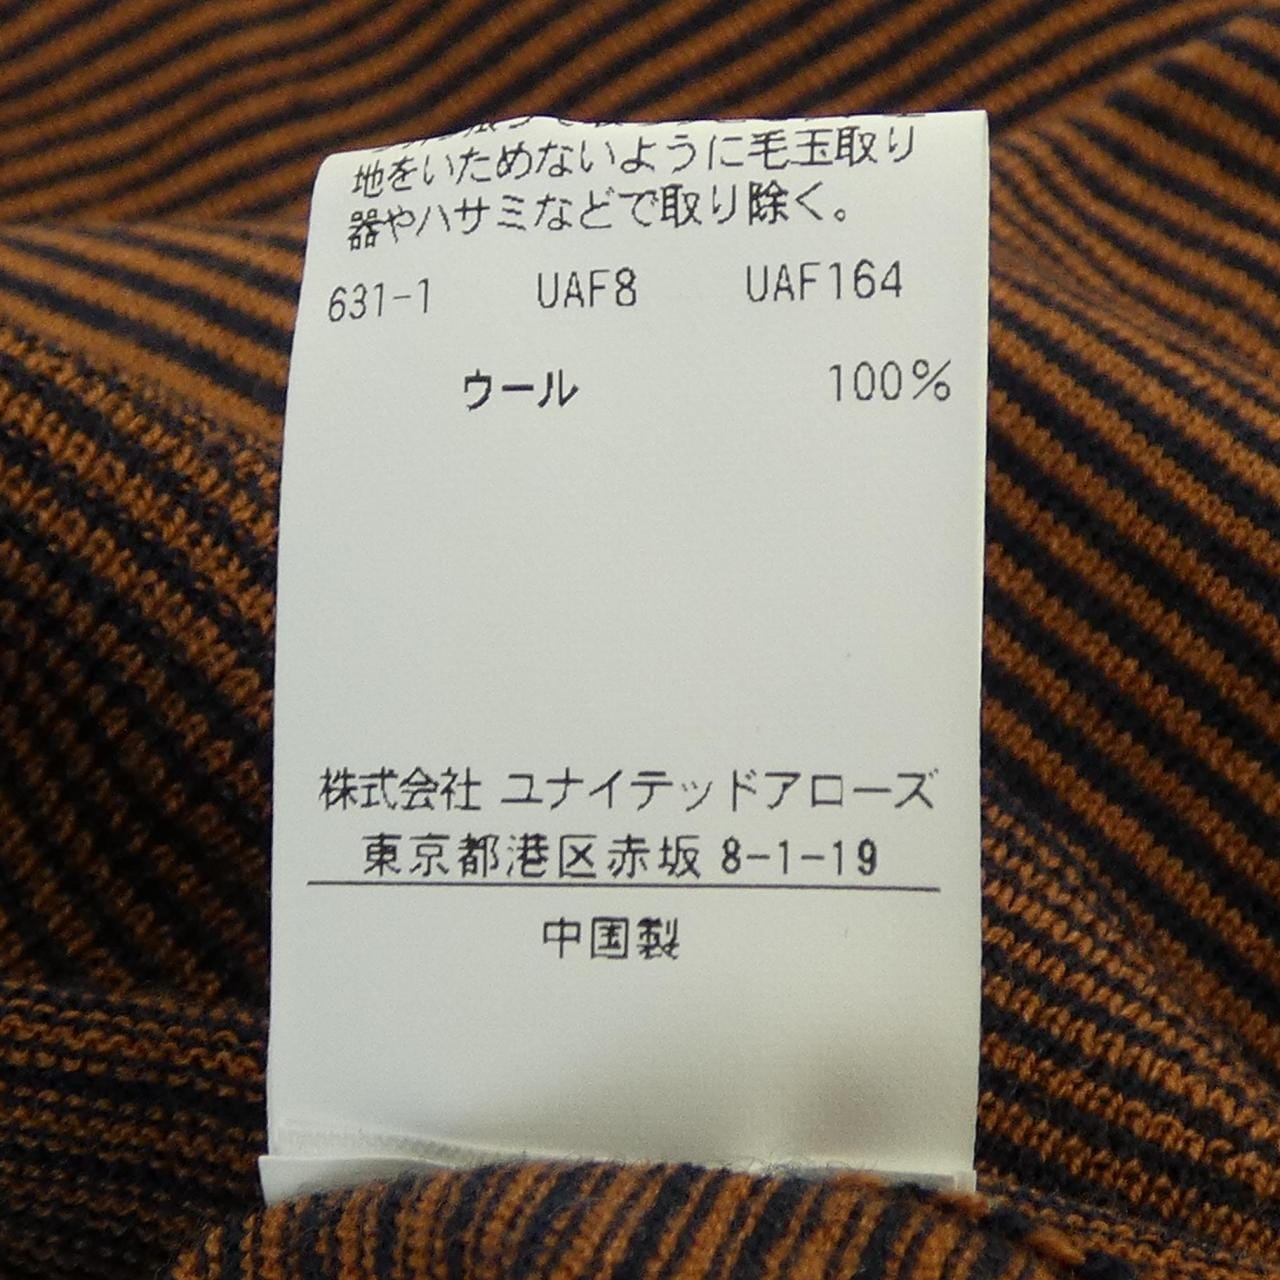 地をいためないように毛玉取り
器やハサミなどで取り除く。
631-1 UAF8 UAF164
ウール 100%
株式会社 ユナイテッドアローズ
東京都港区赤坂 8-1-19
中国製